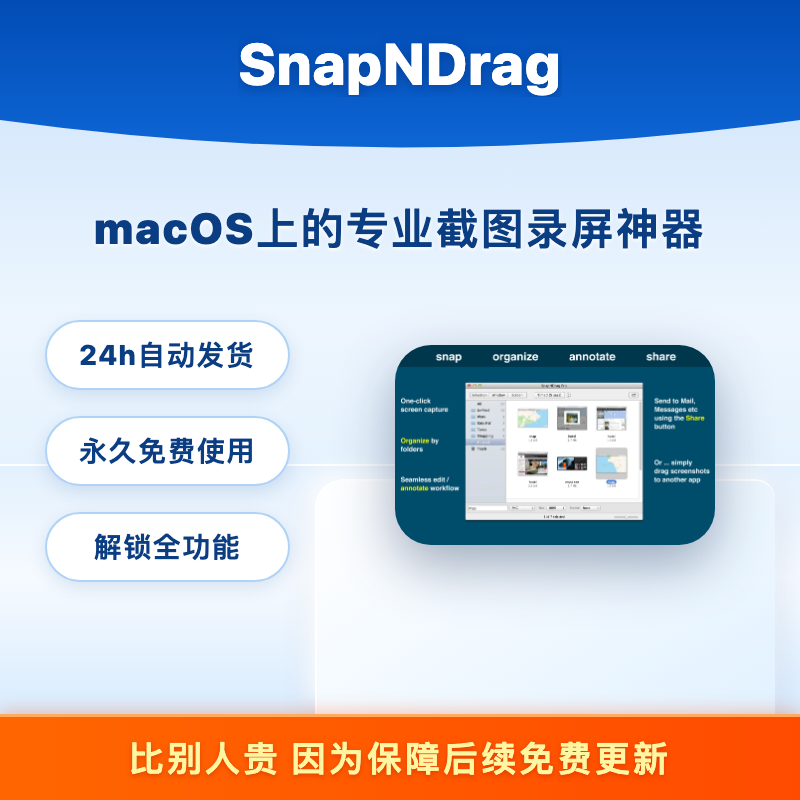 SnapNDrag
macOS上的专业截图录屏神器
24h自动发货
永久免费使用
解锁全功能
snap organize annotate share
One-click
screen capture
Organize by
folders
Seamless edit /
annotate workflow
Send to Mail,
Messages etc
using the Share
button
Or ... simply
drag screenshots
to another app
比别人贵 因为保障后续免费更新